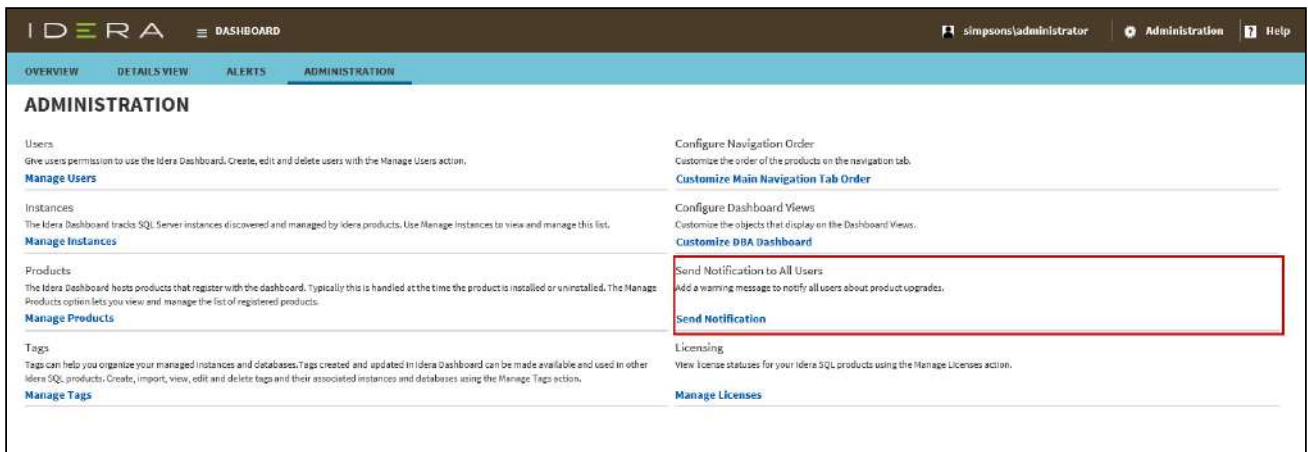 IDERA
DASHBOARD
simpsons\administrator
Administration
Help
OVERVIEW
DETAILS VIEW
ALERTS
ADMINISTRATION
ADMINISTRATION
Users
Give users permission to use the Idera Dashboard. Create, edit and delete users with the Manage Users action.
Manage Users
Instances
The Idera Dashboard tracks SQL Server instances discovered and managed by Idera products. Use Manage Instances to view and manage this list.
Manage Instances
Products
The Idera Dashboard hosts products that register with the dashboard. Typically this is handled at the time the product is installed or uninstalled. The Manage
Products option lets you view and manage the list of registered products.
Manage Products
Tags
Tags can help you organize your managed instances and databases. Tags created and updated in Idera Dashboard can be made available and used in other
Idera SQL products. Create, import, view, edit and delete tags and their associated instances and databases using the Manage Tags action.
Manage Tags
Configure Navigation Order
Customize the order of the products on the navigation tab.
Customize Main Navigation Tab Order
Configure Dashboard Views
Customize the objects that display on the Dashboard Views.
Customize DBA Dashboard
Send Notification to All Users
Add a warning message to notify all users about product upgrades.
Send Notification
Licensing
View license statuses for your Idera SQL products using the Manage Licenses action.
Manage Licenses